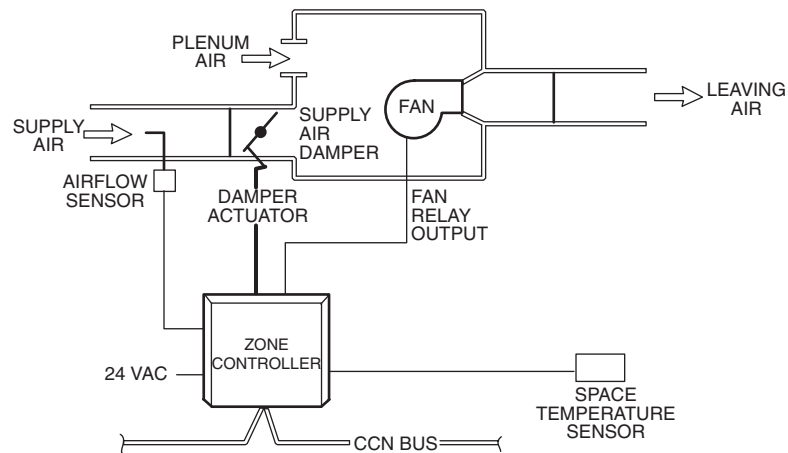 PLENUM
AIR
LEAVING
AIR
FAN
SUPPLY
AIR
SUPPLY
AIR
DAMPER
AIRFLOW
SENSOR
DAMPER
ACTUATOR
FAN
RELAY
OUTPUT
ZONE
CONTROLLER
24 VAC
SPACE
TEMPERATURE
SENSOR
CCN BUS